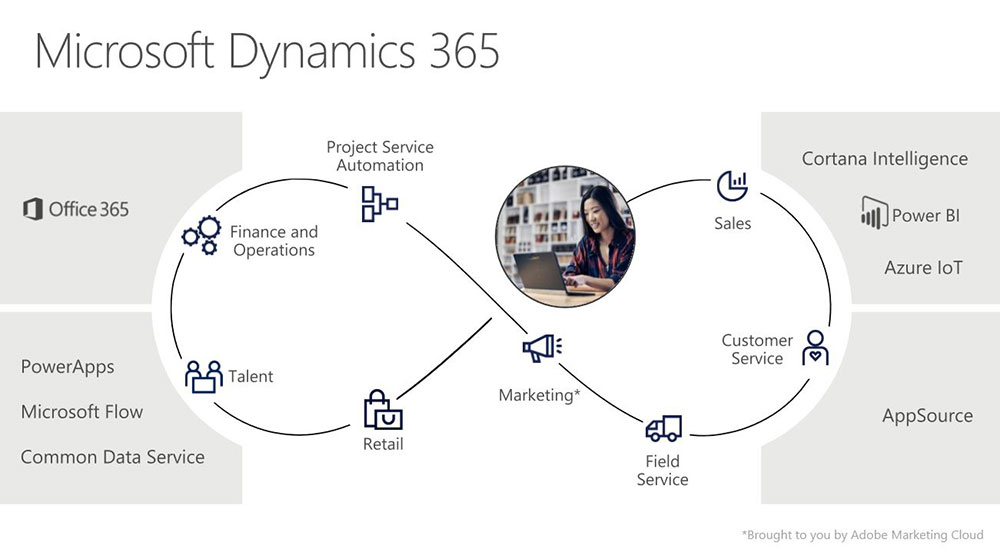 Microsoft Dynamics 365
Project Service
Automation
Cortana Intelligence
Office 365
Finance and
Operations
Sales
Power BI
Azure IoT
PowerApps
Talent
Microsoft Flow
Common Data Service
Retail
Marketing*
Customer
Service
Field
Service
AppSource
*Brought to you by Adobe Marketing Cloud